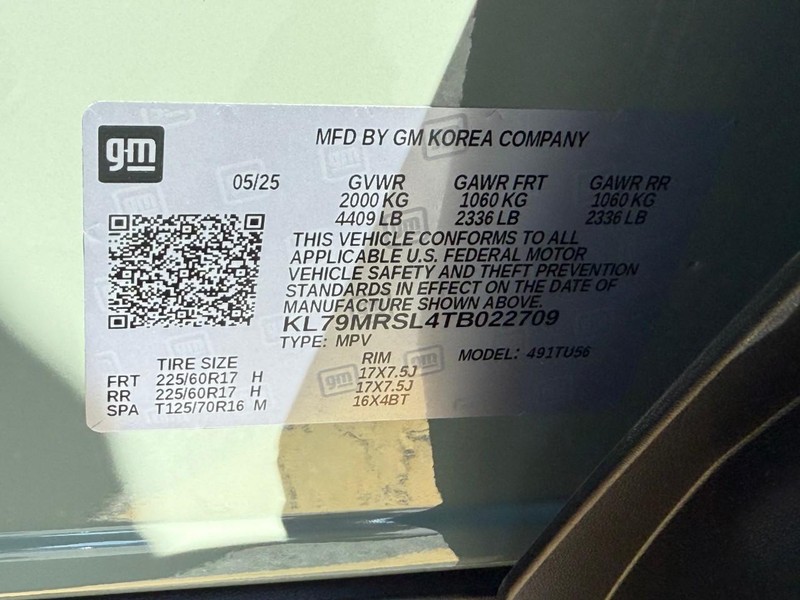 gm
MFD BY GM KOREA COMPANY
05/25 GVWR GAWR FRT GAWR RR
2000 KG 1060 KG 1060 KG
4409 LB 2336 LB 2336 LB
THIS VEHICLE CONFORMS TO ALL
APPLICABLE U.S. FEDERAL MOTOR
VEHICLE SAFETY AND THEFT PREVENTION
STANDARDS IN EFFECT ON THE DATE OF
MANUFACTURE SHOWN ABOVE.
KL79MRSL4TB022709
TYPE: MPV MODEL: 491TU56
TIRE SIZE RIM
FRT 225/60R17 H 17X7.5J
RR 225/60R17 H 17X7.5J
SPA T125/70R16 M 16X4BT